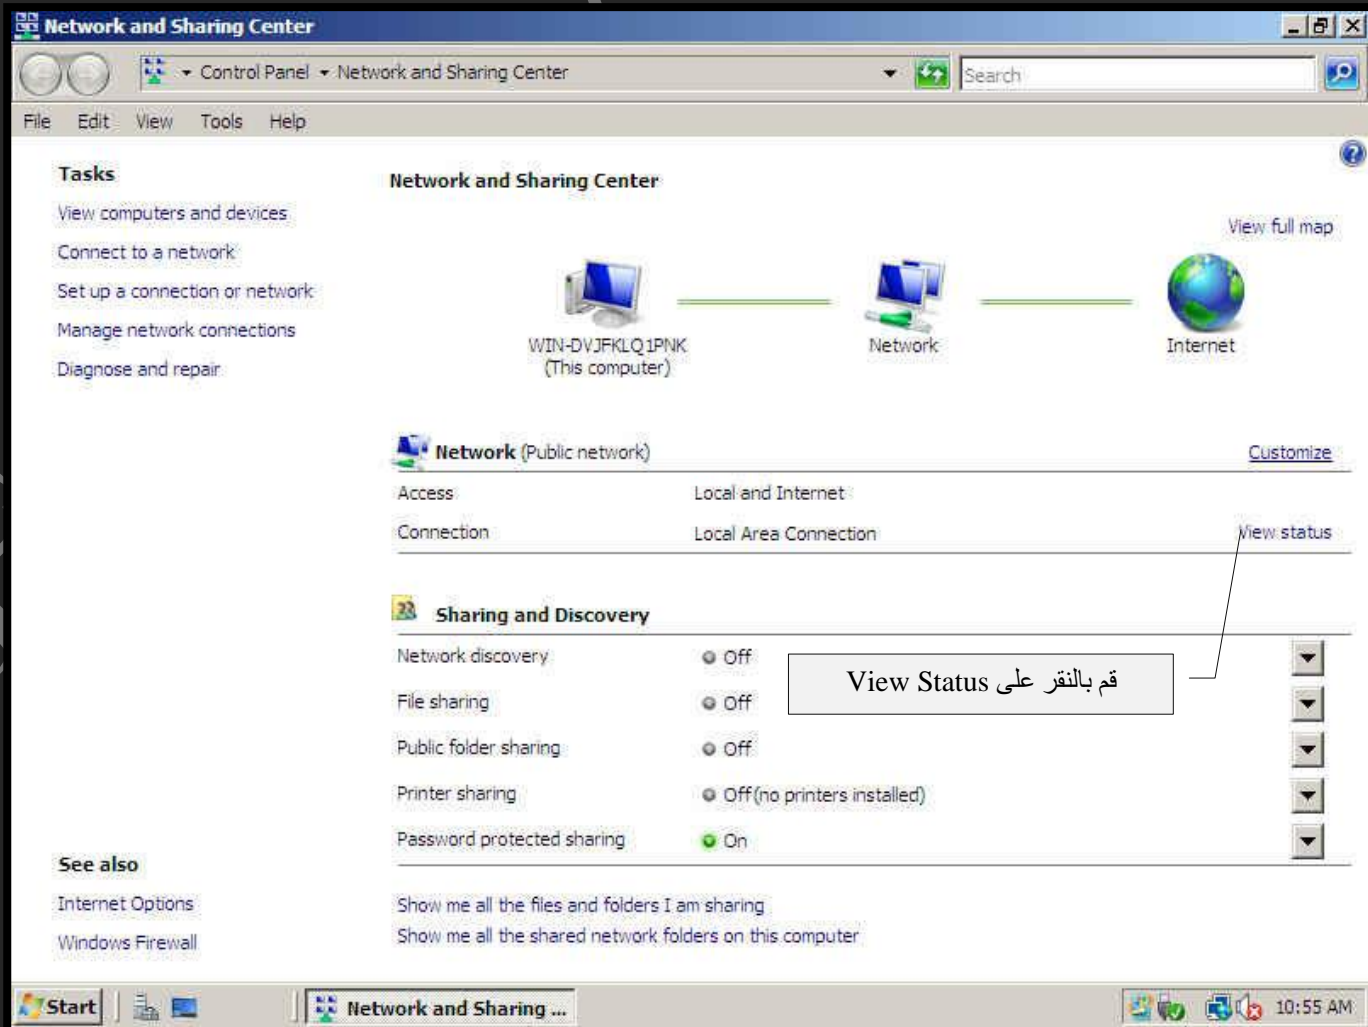 Network and Sharing Center
Control Panel Network and Sharing Center
Search
File Edit View Tools Help
Tasks
View computers and devices
Connect to a network
Set up a connection or network
Manage network connections
Diagnose and repair
Network and Sharing Center
View full map
WIN-DVJFKLQ1PNK
(This computer)
Network
Internet
Network (Public network)
Customize
Access Local and Internet
Connection Local Area Connection View status
Sharing and Discovery
Network discovery Off
قم بالنقر على View Status
File sharing Off
Public folder sharing Off
Printer sharing Off (no printers installed)
Password protected sharing On
Show me all the files and folders I am sharing
Show me all the shared network folders on this computer
See also
Internet Options
Windows Firewall
Start Network and Sharing ... 10:55 AM